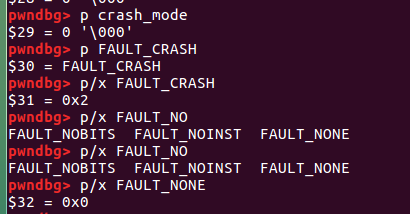 pwndbg> p crash_mode
$29 = 0 '\000'
pwndbg> p FAULT_CRASH
$30 = FAULT_CRASH
pwndbg> p/x FAULT_CRASH
$31 = 0x2
pwndbg> p/x FAULT_NO
FAULT_NOBITS  FAULT_NOINST  FAULT_NONE
pwndbg> p/x FAULT_NO
FAULT_NOBITS  FAULT_NOINST  FAULT_NONE
pwndbg> p/x FAULT_NONE
$32 = 0x0